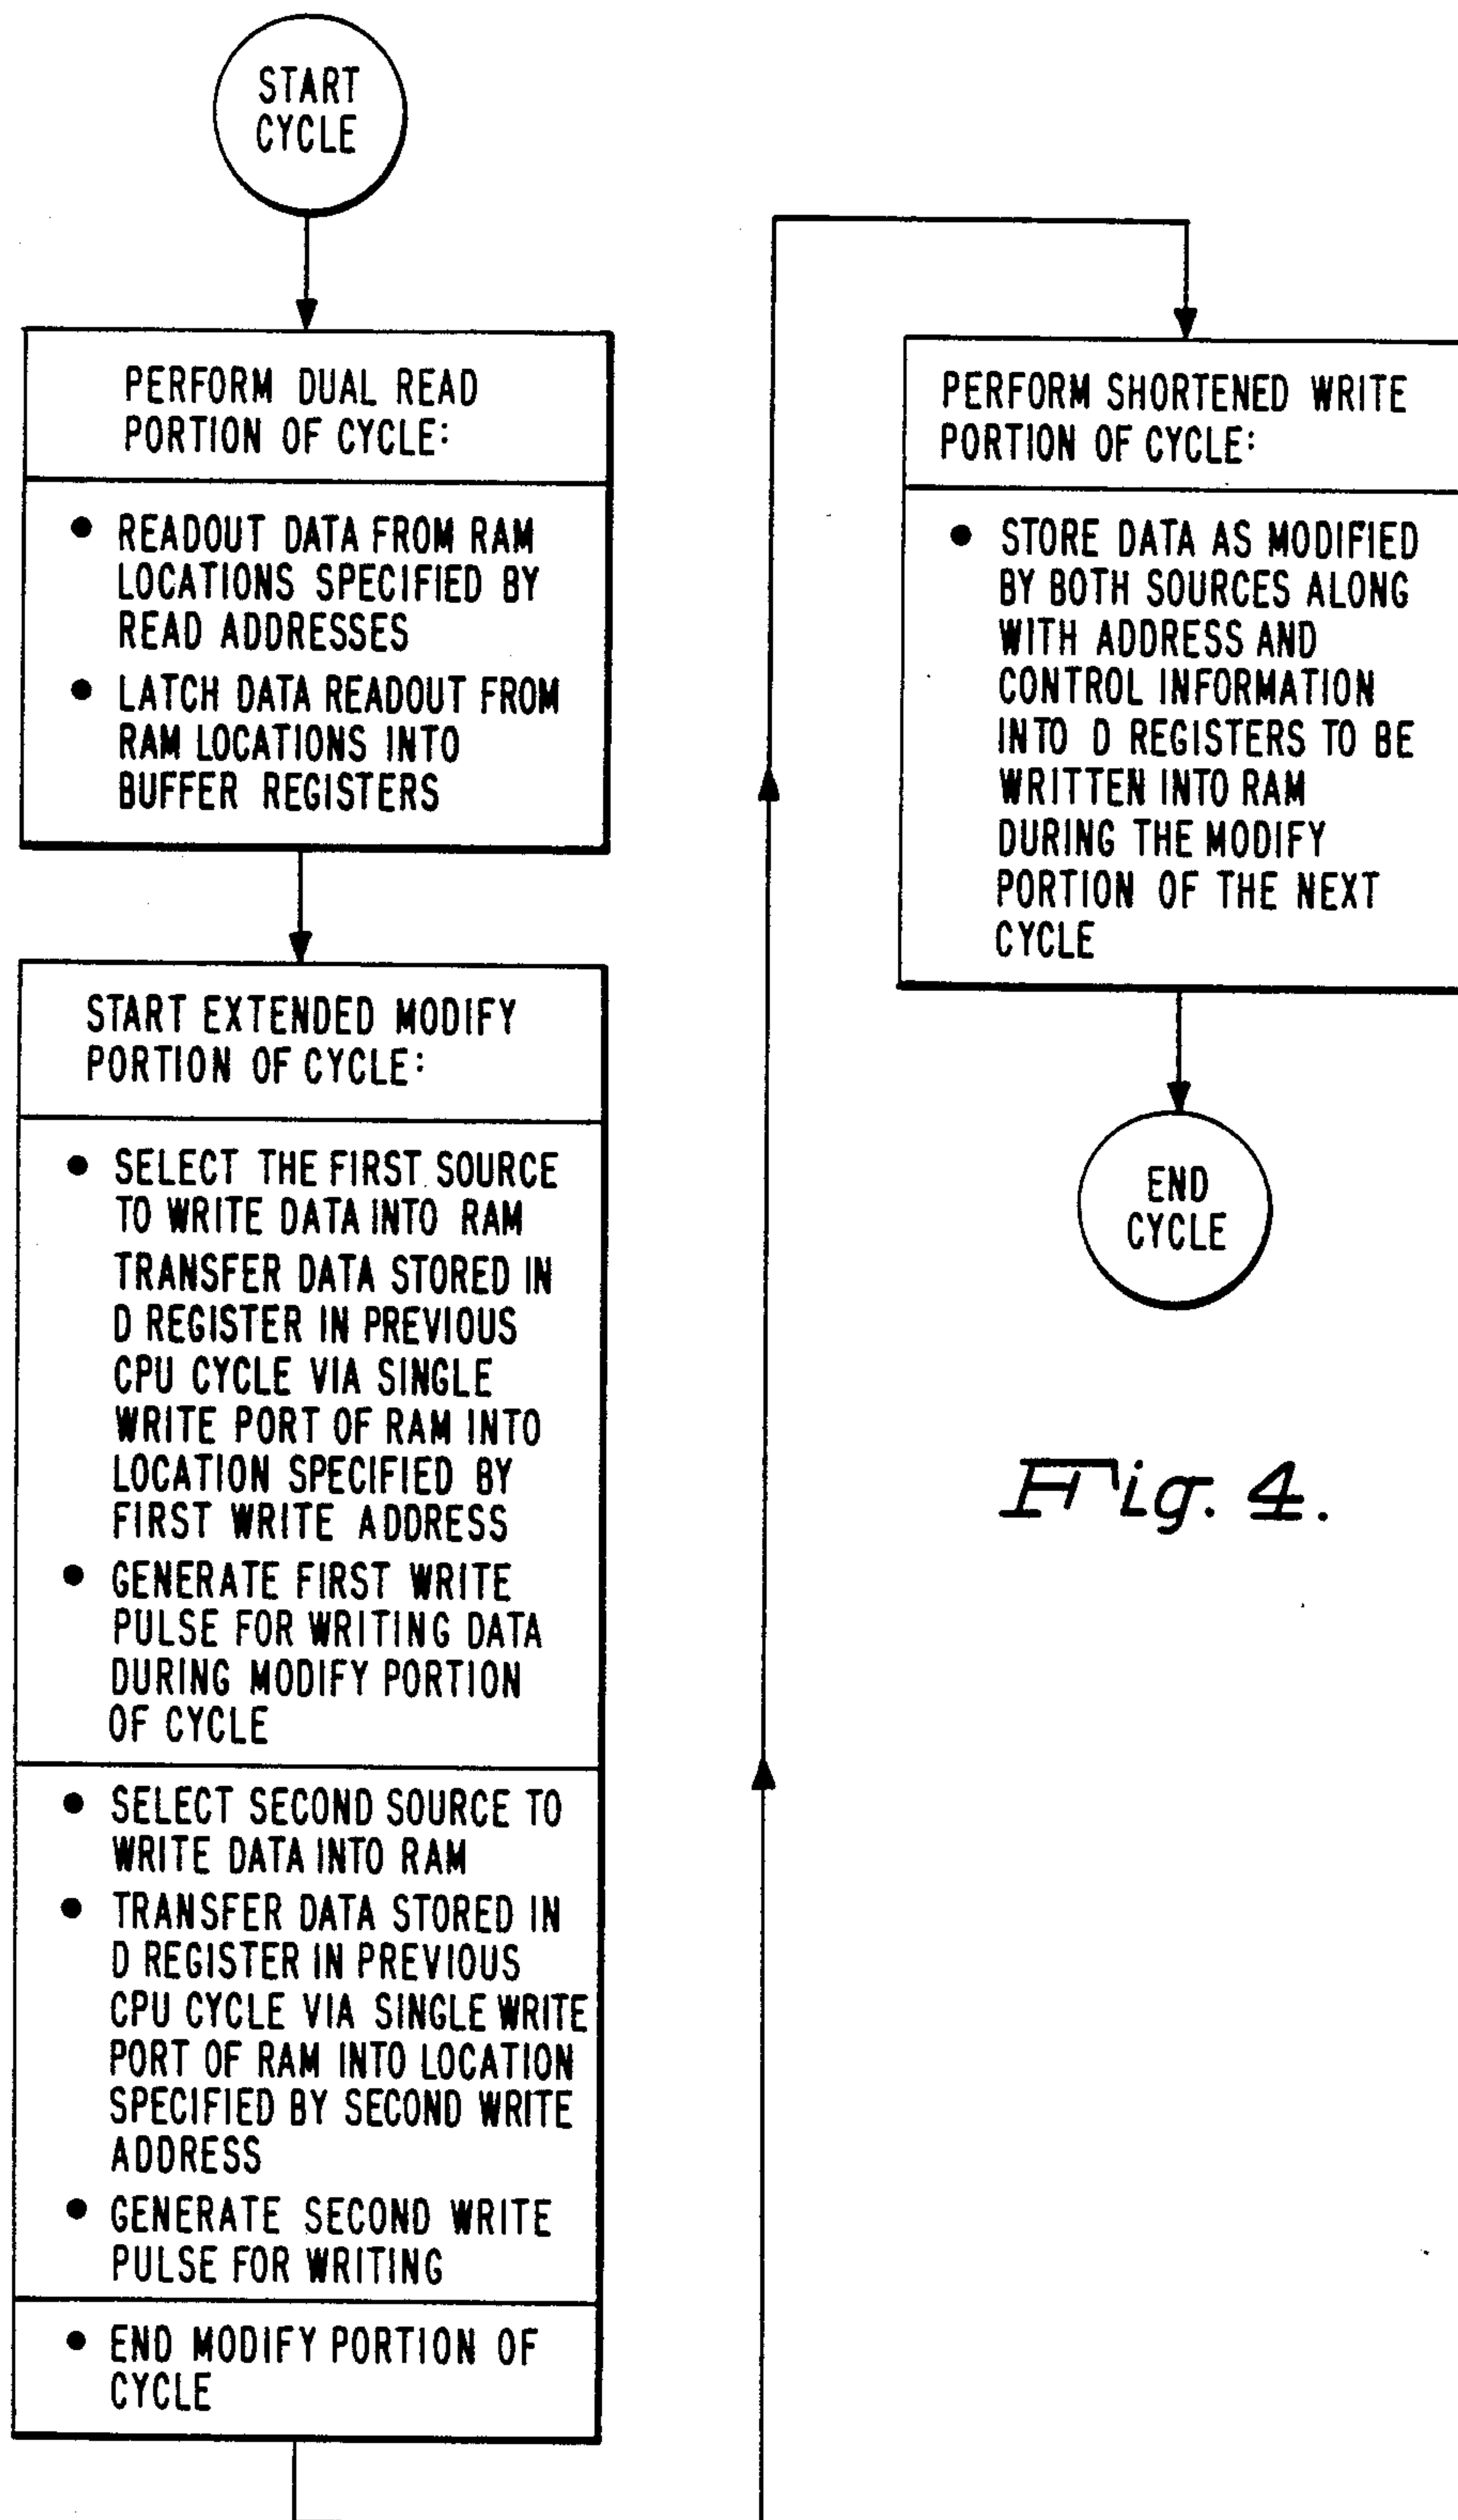 START
CYCLE
PERFORM DUAL READ
PORTION OF CYCLE:
• READOUT DATA FROM RAM
LOCATIONS SPECIFIED BY
READ ADDRESSES
• LATCH DATA READOUT FROM
RAM LOCATIONS INTO
BUFFER REGISTERS
START EXTENDED MODIFY
PORTION OF CYCLE:
• SELECT THE FIRST SOURCE
TO WRITE DATA INTO RAM
TRANSFER DATA STORED IN
D REGISTER IN PREVIOUS
CPU CYCLE VIA SINGLE
WRITE PORT OF RAM INTO
LOCATION SPECIFIED BY
FIRST WRITE ADDRESS
• GENERATE FIRST WRITE
PULSE FOR WRITING DATA
DURING MODIFY PORTION
OF CYCLE
• SELECT SECOND SOURCE TO
WRITE DATA INTO RAM
• TRANSFER DATA STORED IN
D REGISTER IN PREVIOUS
CPU CYCLE VIA SINGLE WRITE
PORT OF RAM INTO LOCATION
SPECIFIED BY SECOND WRITE
ADDRESS
• GENERATE SECOND WRITE
PULSE FOR WRITING
• END MODIFY PORTION OF
CYCLE
PERFORM SHORTENED WRITE
PORTION OF CYCLE:
• STORE DATA AS MODIFIED
BY BOTH SOURCES ALONG
WITH ADDRESS AND
CONTROL INFORMATION
INTO D REGISTERS TO BE
WRITTEN INTO RAM
DURING THE MODIFY
PORTION OF THE NEXT
CYCLE
END
CYCLE
Fig. 4.